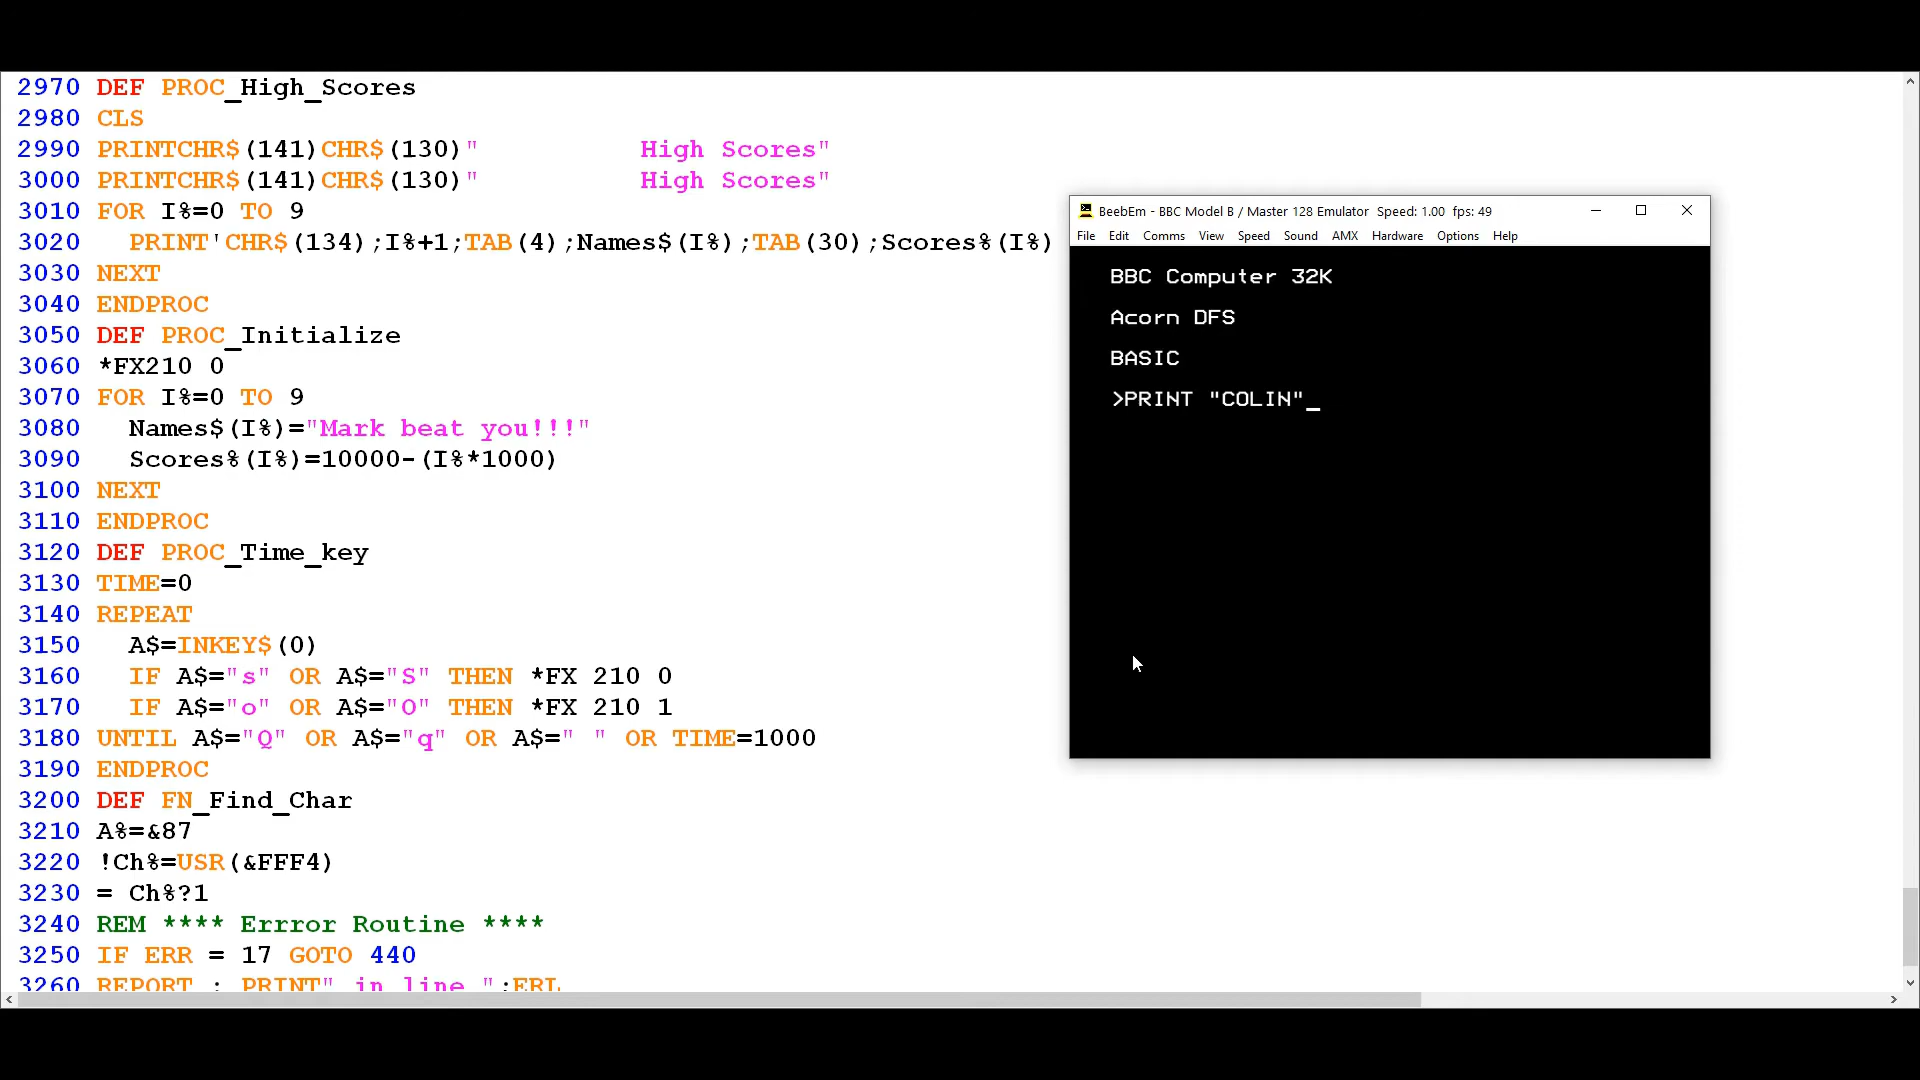 2970 DEF PROC_High_Scores
2980 CLS
2990 PRINTCHR$(141)CHR$(130)"          High Scores"
3000 PRINTCHR$(141)CHR$(130)"          High Scores"
3010 FOR I%=0 TO 9
3020   PRINT'CHR$(134);I%+1;TAB(4);Names$(I%);TAB(30);Scores%(I%)
3030 NEXT
3040 ENDPROC
3050 DEF PROC_Initialize
3060 *FX210 0
3070 FOR I%=0 TO 9
3080   Names$(I%)="Mark beat you!!!"
3090   Scores%(I%)=10000-(I%*1000)
3100 NEXT
3110 ENDPROC
3120 DEF PROC_Time_key
3130 TIME=0
3140 REPEAT
3150   A$=INKEY$(0)
3160   IF A$="s" OR A$="S" THEN *FX 210 0
3170   IF A$="o" OR A$="O" THEN *FX 210 1
3180 UNTIL A$="Q" OR A$="q" OR A$=" " OR TIME=1000
3190 ENDPROC
3200 DEF FN_Find_Char
3210 A%=&87
3220 !Ch%=USR(&FFF4)
3230 = Ch%?1
3240 REM **** Errror Routine ****
3250 IF ERR = 17 GOTO 440
3260 REPORT : PRINT" in line ";ERL
BeebEm - BBC Model B / Master 128 Emulator  Speed: 1.00  fps: 49
File Edit Comms View Speed Sound AMX Hardware Options Help
BBC Computer 32K
Acorn DFS
BASIC
>PRINT "COLIN"_